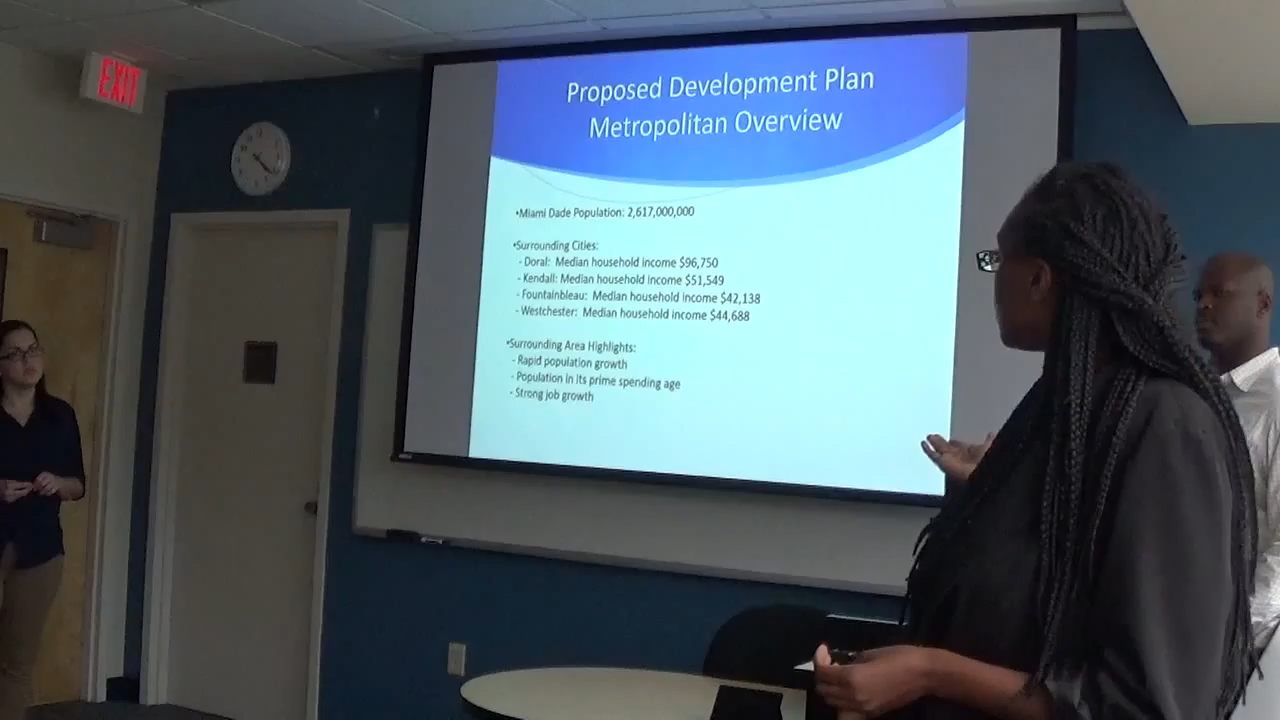 EXIT
Proposed Development Plan
Metropolitan Overview
•Miami Dade Population: 2,617,000,000
•Surrounding Cities:
- Doral: Median household income $96,750
- Kendall: Median household income $51,549
- Fountainbleau: Median household income $42,138
- Westchester: Median household income $44,688
•Surrounding Area Highlights:
- Rapid population growth
- Population in its prime spending age
- Strong job growth